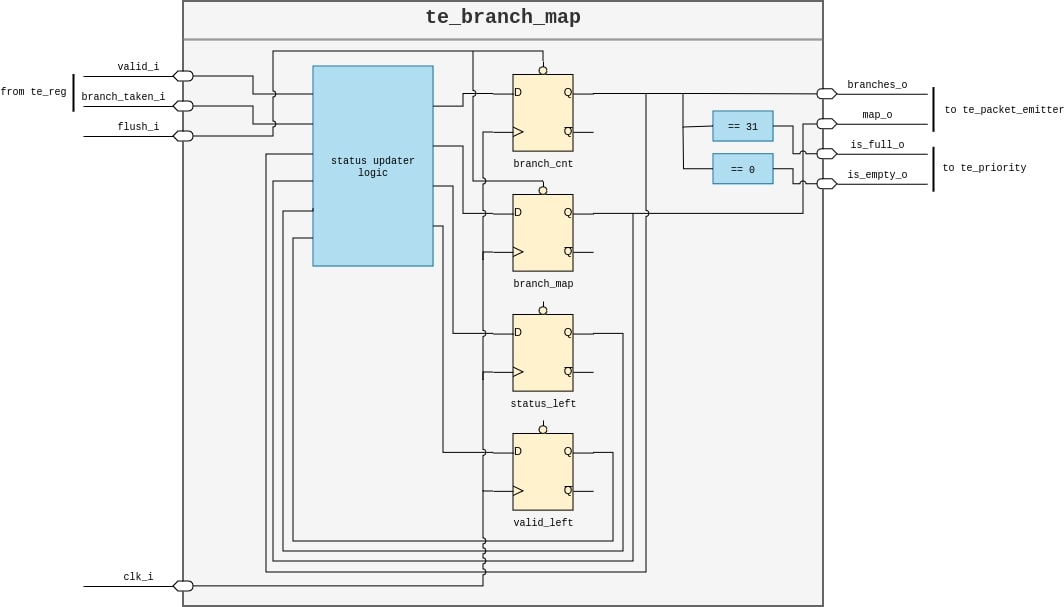 te_branch_map
valid_i
from te_reg
branch_taken_i
flush_i
status updater
logic
D
Q
Q
branch_cnt
D
Q
Q
branch_map
D
Q
Q
status_left
D
Q
Q
valid_left
== 31
== 0
branches_o
map_o
to te_packet_emitter
is_full_o
is_empty_o
to te_priority
clk_i